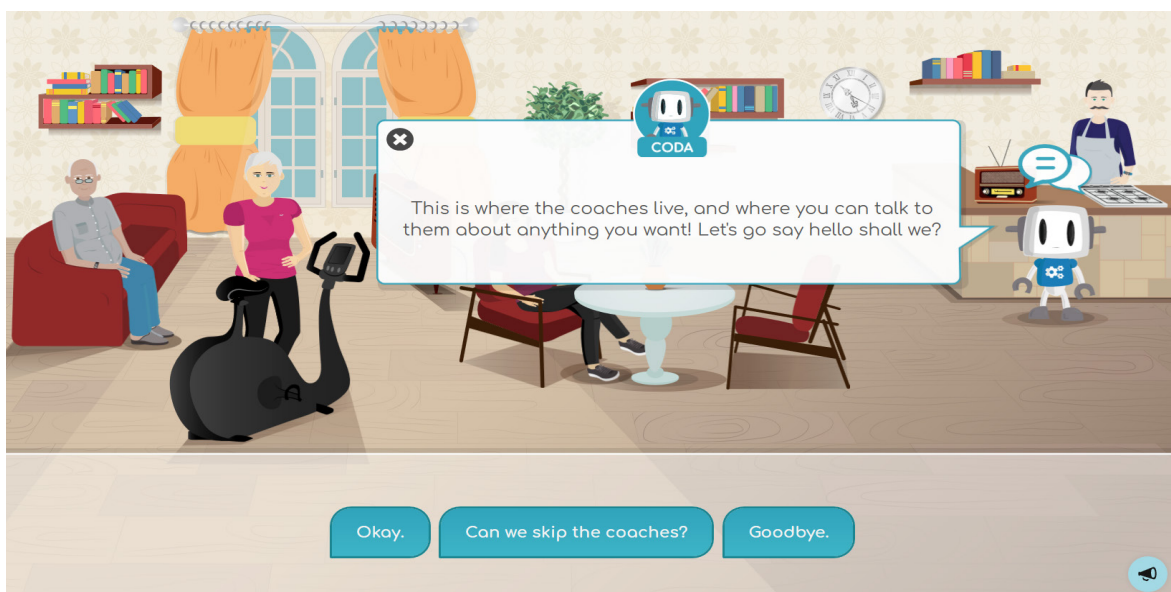 CODA
This is where the coaches live, and where you can talk to
them about anything you want! Let's go say hello shall we?
Okay.
Can we skip the coaches?
Goodbye.